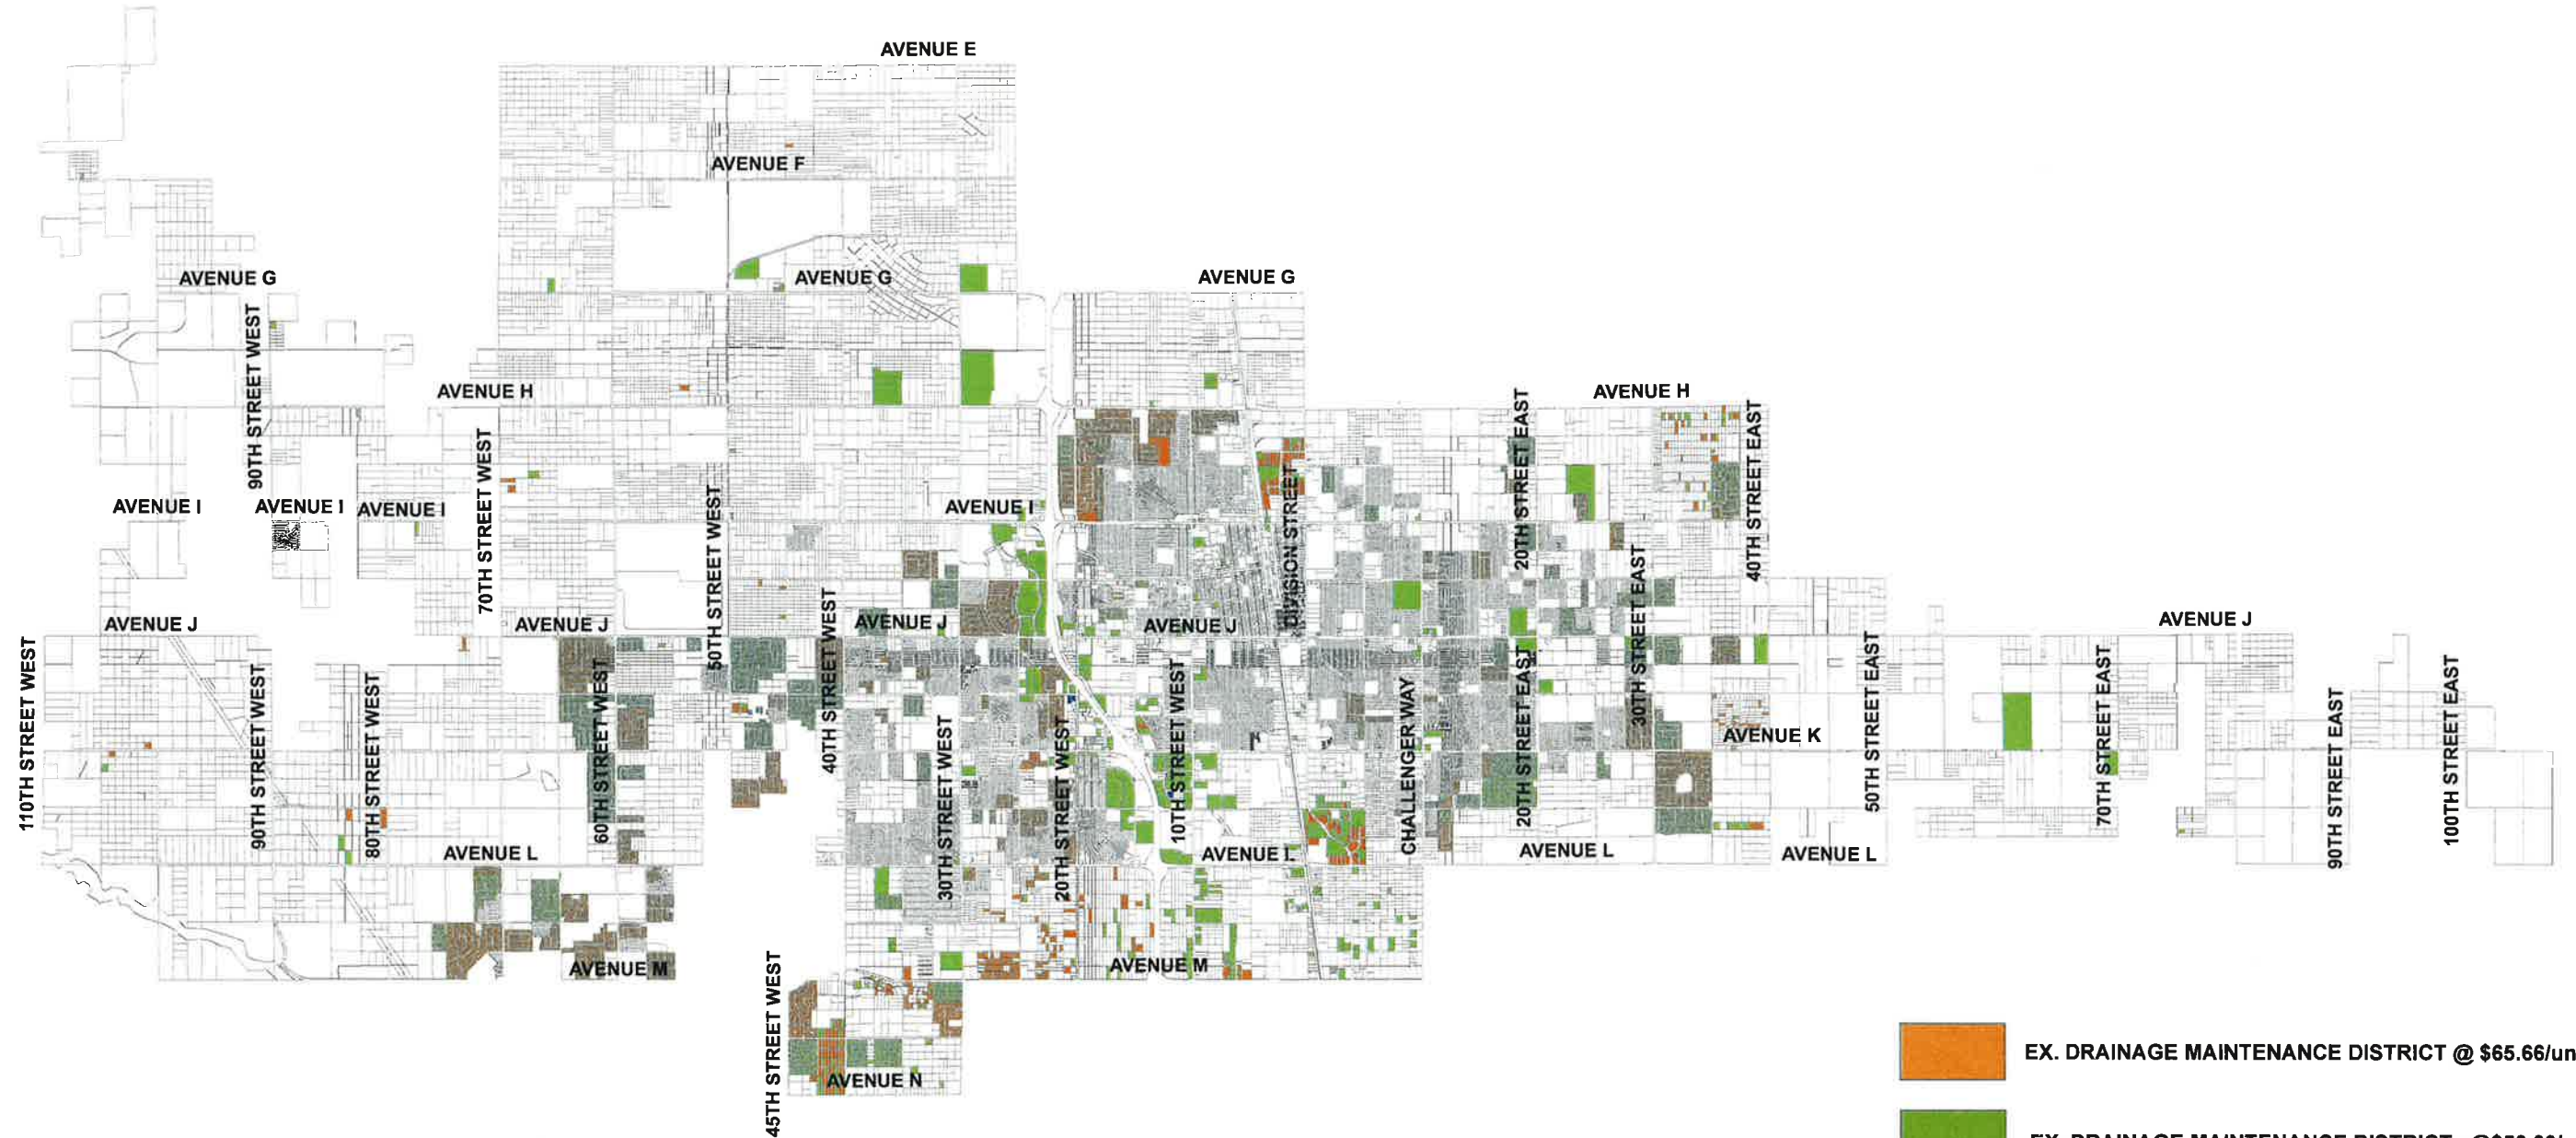 AVENUE E
AVENUE F
AVENUE G
AVENUE G
AVENUE G
90TH STREET WEST
AVENUE H
AVENUE H
70TH STREET WEST
20TH STREET EAST
40TH STREET EAST
AVENUE I
AVENUE I
AVENUE I
AVENUE I
50TH STREET WEST
DIVISION STREET
30TH STREET EAST
AVENUE J
AVENUE J
AVENUE J
AVENUE J
AVENUE J
110TH STREET WEST
90TH STREET WEST
80TH STREET WEST
60TH STREET WEST
40TH STREET WEST
30TH STREET WEST
20TH STREET WEST
10TH STREET WEST
CHALLENGER WAY
20TH STREET EAST
AVENUE K
50TH STREET EAST
70TH STREET EAST
90TH STREET EAST
100TH STREET EAST
AVENUE L
AVENUE L
AVENUE L
AVENUE L
AVENUE M
AVENUE M
45TH STREET WEST
AVENUE N
EX. DRAINAGE MAINTENANCE DISTRICT @ $65.66/un